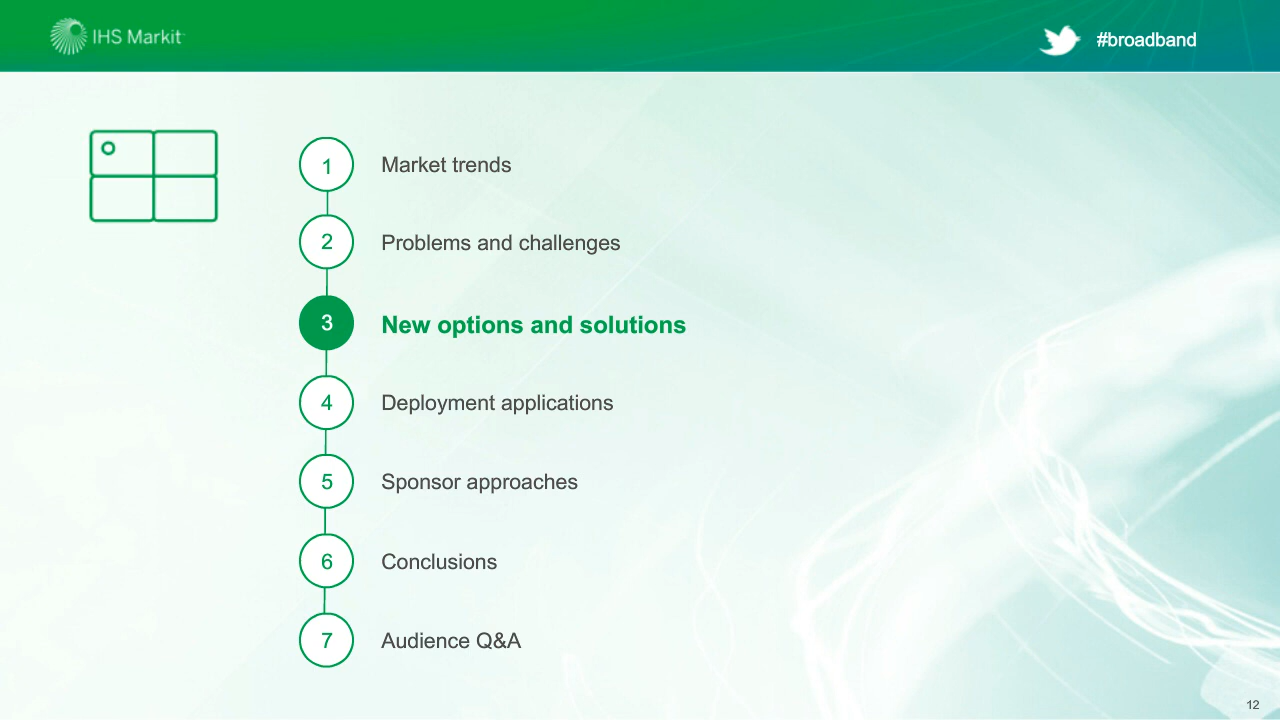 IHS Markit™
#broadband
1 Market trends
2 Problems and challenges
3 New options and solutions
4 Deployment applications
5 Sponsor approaches
6 Conclusions
7 Audience Q&A
12